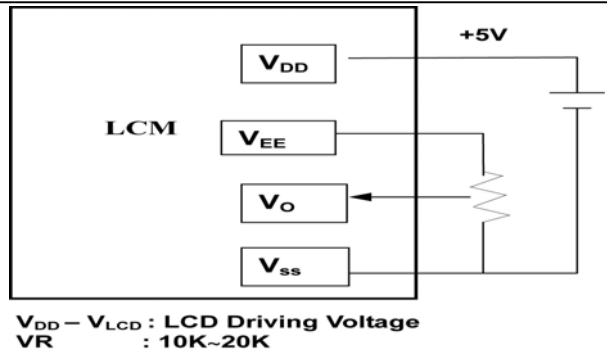 +5V
V_DD
LCM
V_EE
V_O
V_ss
V_DD – V_LCD : LCD Driving Voltage
VR : 10K~20K